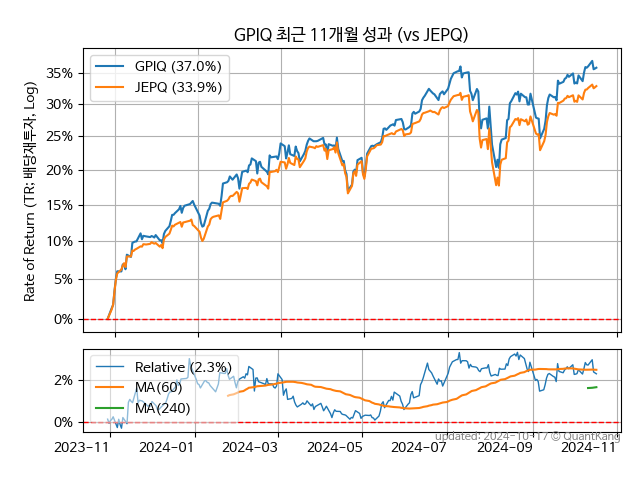 GPIQ 최근 11개월 성과 (vs JEPQ)
Rate of Return (TR: 배당재투자, Log)
35%
30%
25%
20%
15%
10%
5%
0%
GPIQ (37.0%)
JEPQ (33.9%)
2%
0%
Relative (2.3%)
MA(60)
MA(240)
2023-11 2024-01 2024-03 2024-05 2024-07 2024-09 2024-11
updated: 2024-10-17 © QuantKang